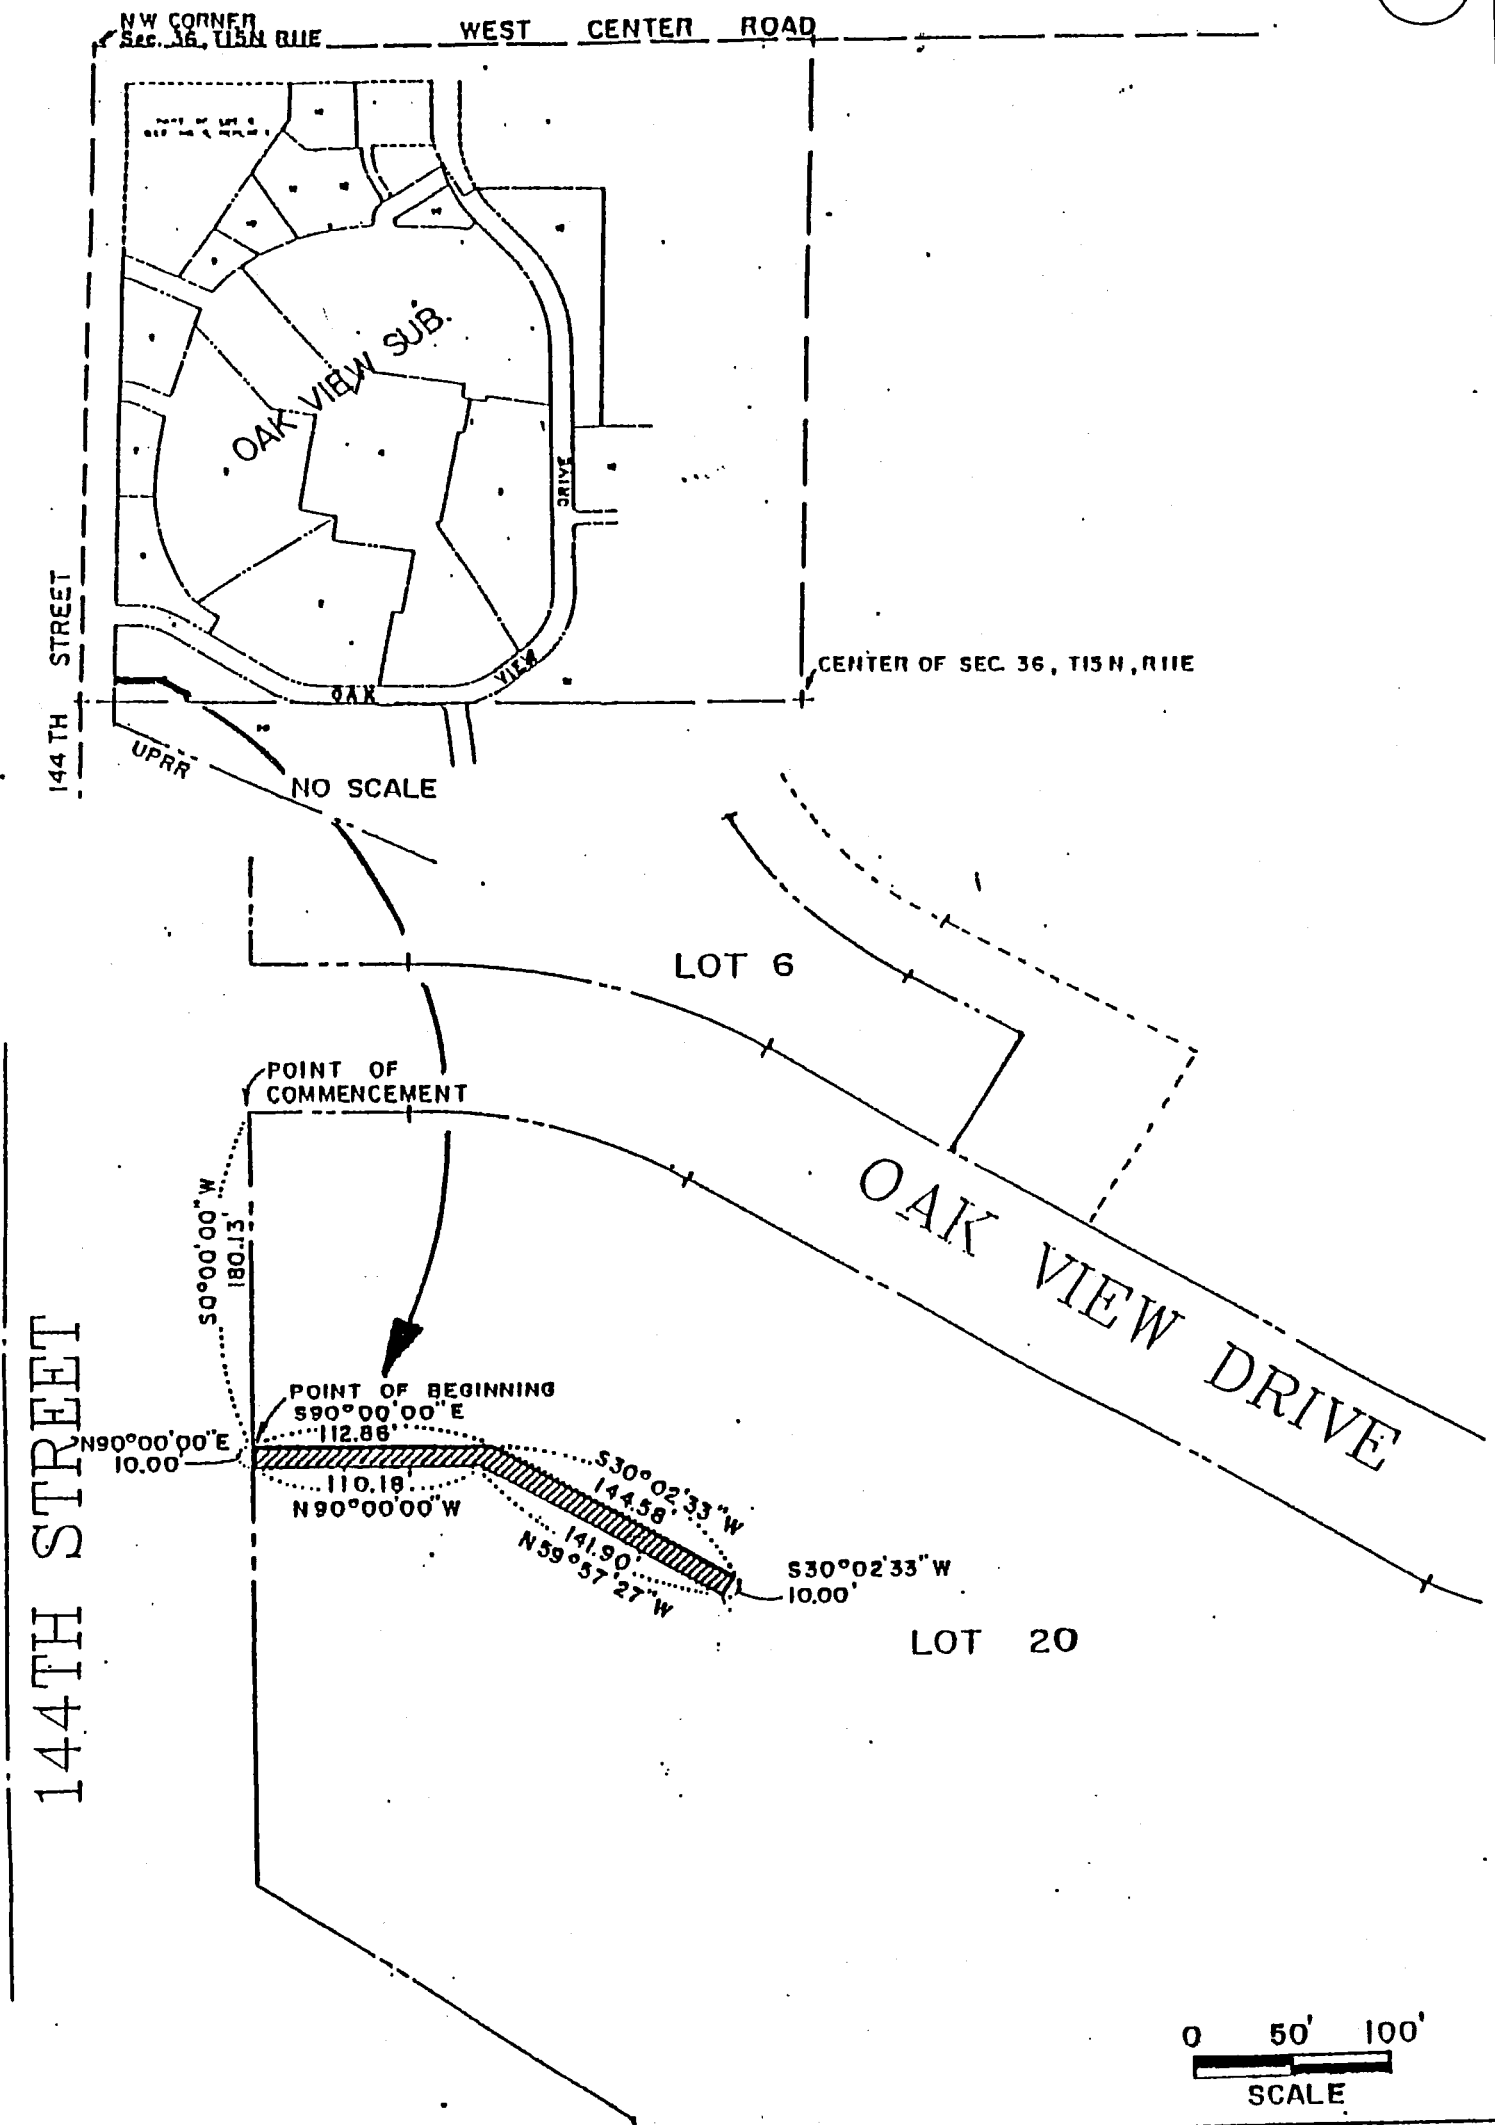 NW CORNER
Sec. 36, T15N R11E
WEST CENTER ROAD
OAK VIEW SUB.
DRIVE
VIEW
OAK
144 TH STREET
CENTER OF SEC. 36, T15N, R11E
UPRR
NO SCALE
LOT 6
POINT OF
COMMENCEMENT
S0°00'00"W
180.13'
OAK VIEW DRIVE
144TH STREET
POINT OF BEGINNING
S90°00'00"E
112.86'
N90°00'00"E
10.00'
110.18'
N90°00'00"W
S30°02'33"W
144.58'
141.90'
N59°57'27"W
S30°02'33"W
10.00'
LOT 20
0 50' 100'
SCALE